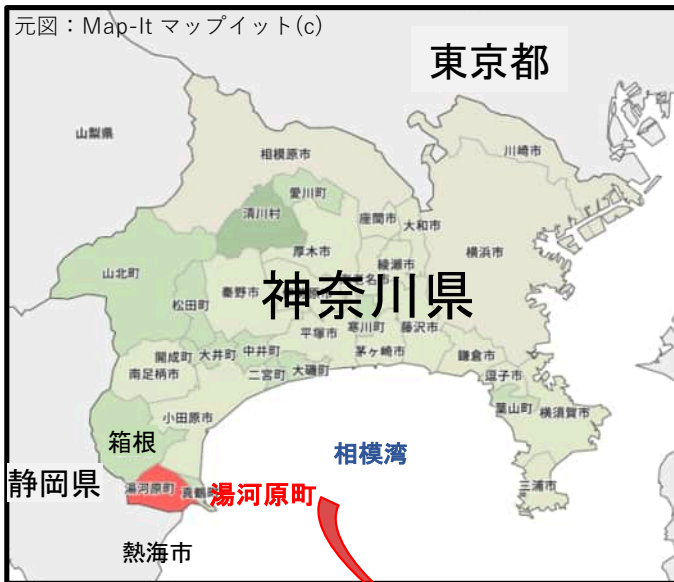 元図：Map-It マップイット(c)
東京都
山梨県
相模原市
川崎市
愛川町
清川村
座間市
大和市
厚木市
綾瀬市
横浜市
山北町
秦野市
神奈川県
松田町
寒川町
藤沢市
平塚市
開成町
大井町
中井町
茅ヶ崎市
鎌倉市
南足柄市
二宮町
大磯町
逗子市
葉山町
横須賀市
小田原市
箱根
相模湾
静岡県
湯河原町
真鶴町
湯河原町
三浦市
熱海市